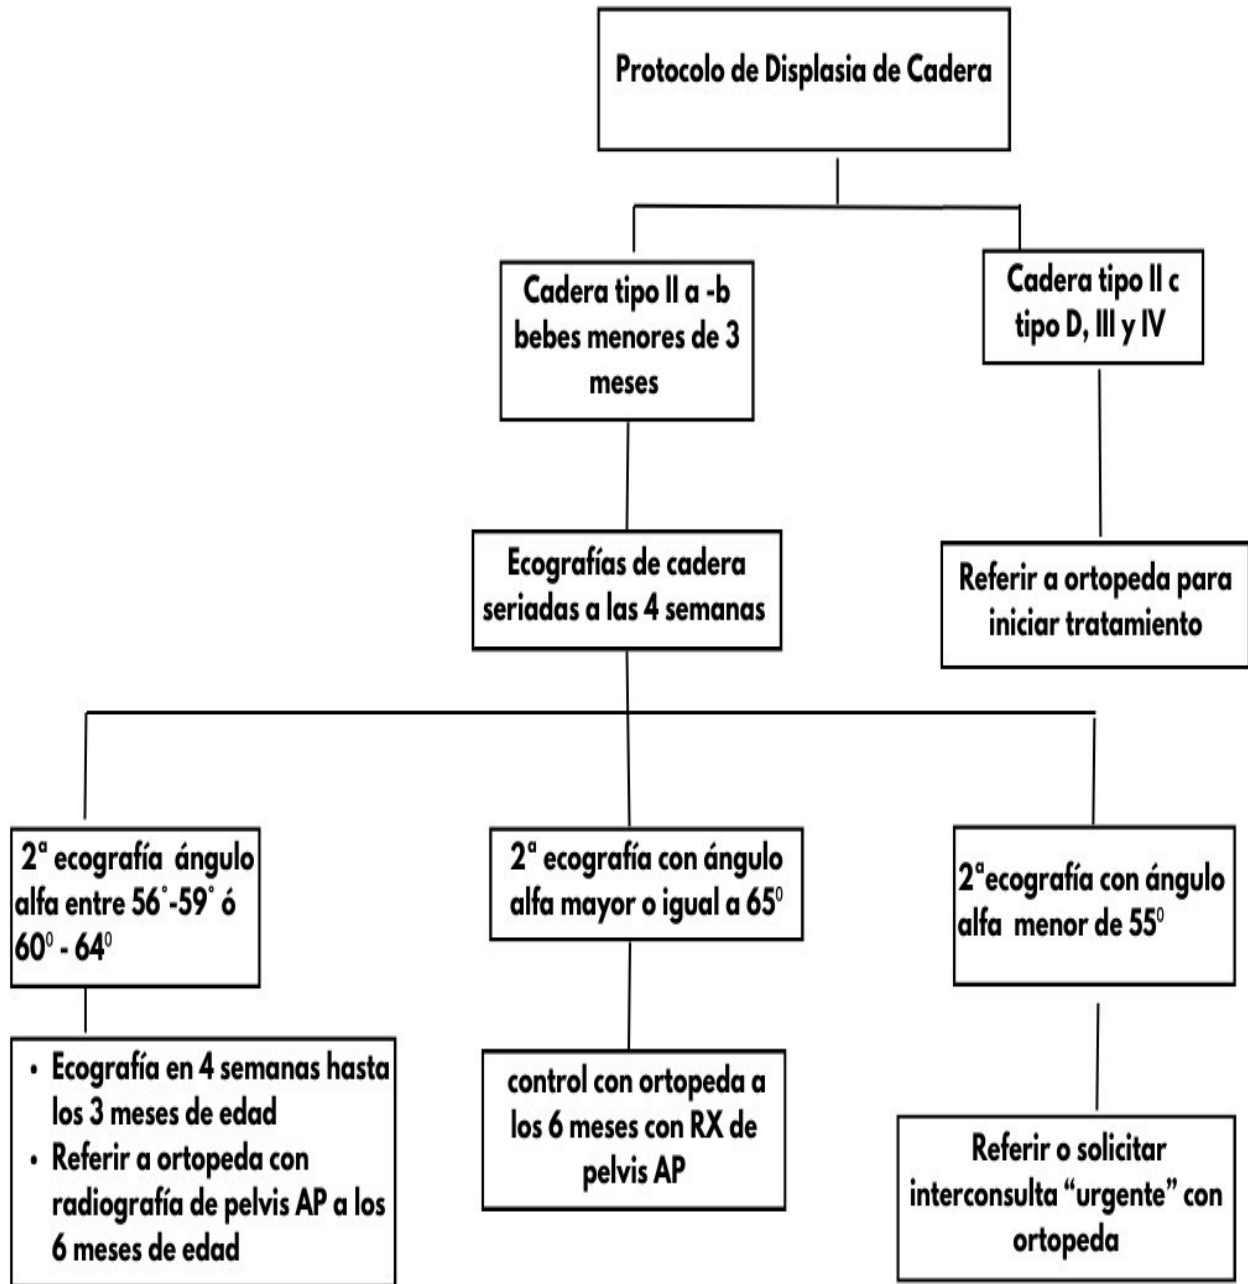 Protocolo de Displasia de Cadera
Cadera tipo II a -b
bebes menores de 3
meses
Cadera tipo II c
tipo D, III y IV
Ecografías de cadera
seriadas a las 4 semanas
Referir a ortopeda para
iniciar tratamiento
2ª ecografía ángulo
alfa entre 56°-59° ó
60⁰ - 64⁰
2ª ecografía con ángulo
alfa mayor o igual a 65⁰
2ªecografía con ángulo
alfa menor de 55⁰
• Ecografía en 4 semanas hasta
los 3 meses de edad
• Referir a ortopeda con
radiografía de pelvis AP a los
6 meses de edad
control con ortopeda a
los 6 meses con RX de
pelvis AP
Referir o solicitar
interconsulta “urgente” con
ortopeda